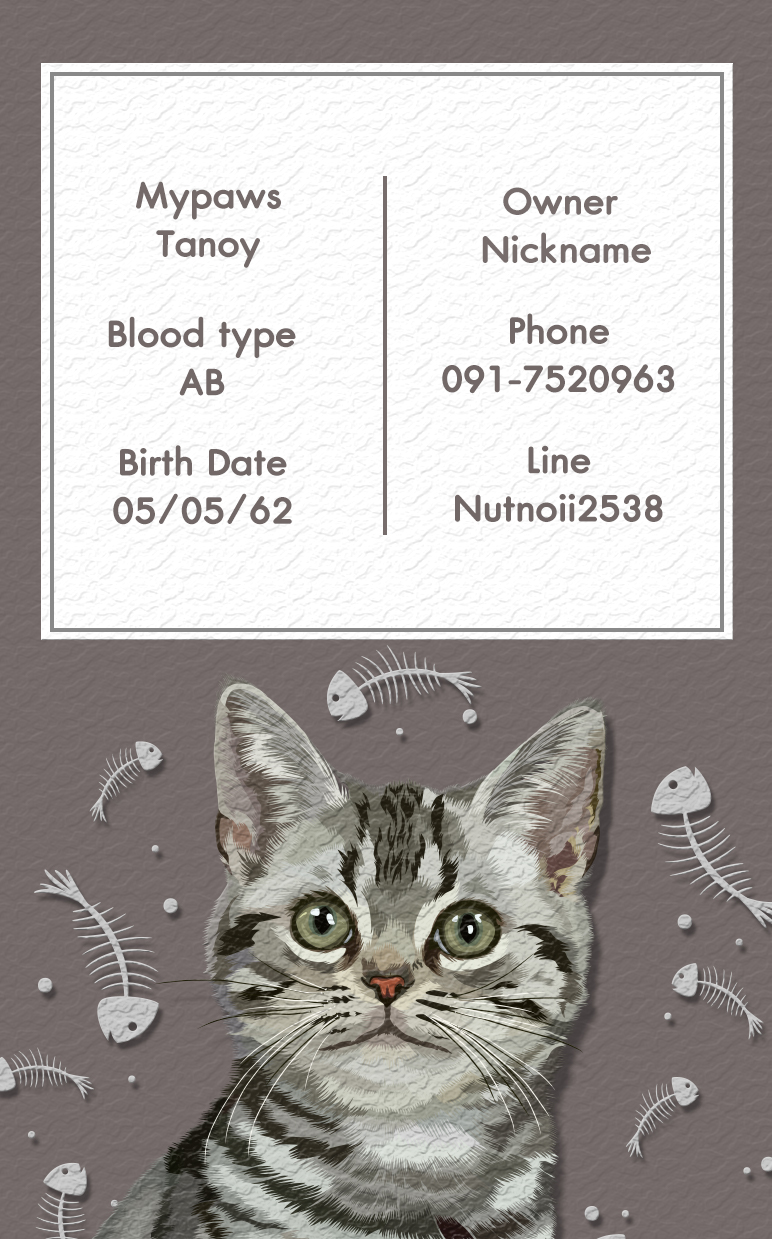 Mypaws
Tanoy
Blood type
AB
Birth Date
05/05/62
Owner
Nickname
Phone
091-7520963
Line
Nutnoii2538